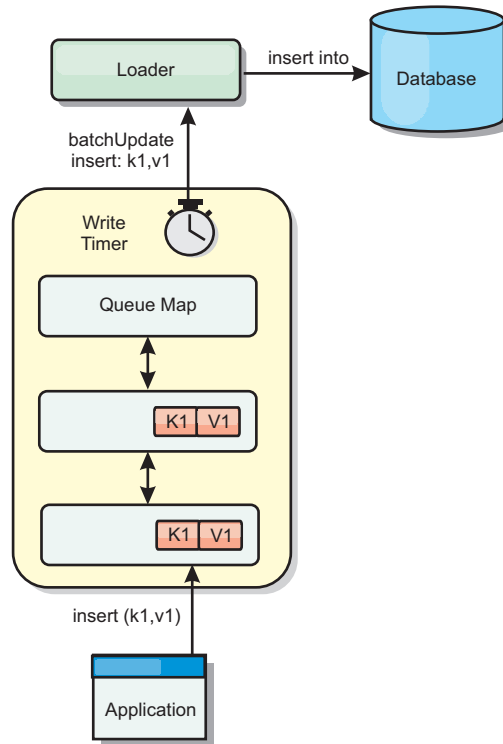 Loader
insert into
Database
batchUpdate
insert: k1,v1
Write
Timer
Queue Map
K1 V1
K1 V1
insert (k1,v1)
Application